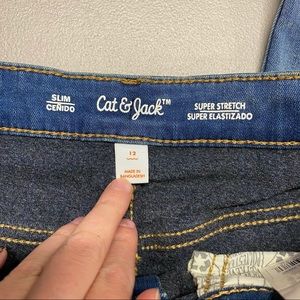 SLIM
CEÑIDO
Cat & Jack™
SUPER STRETCH
SUPER ELASTIZADO
12
MADE IN
BANGLADESH